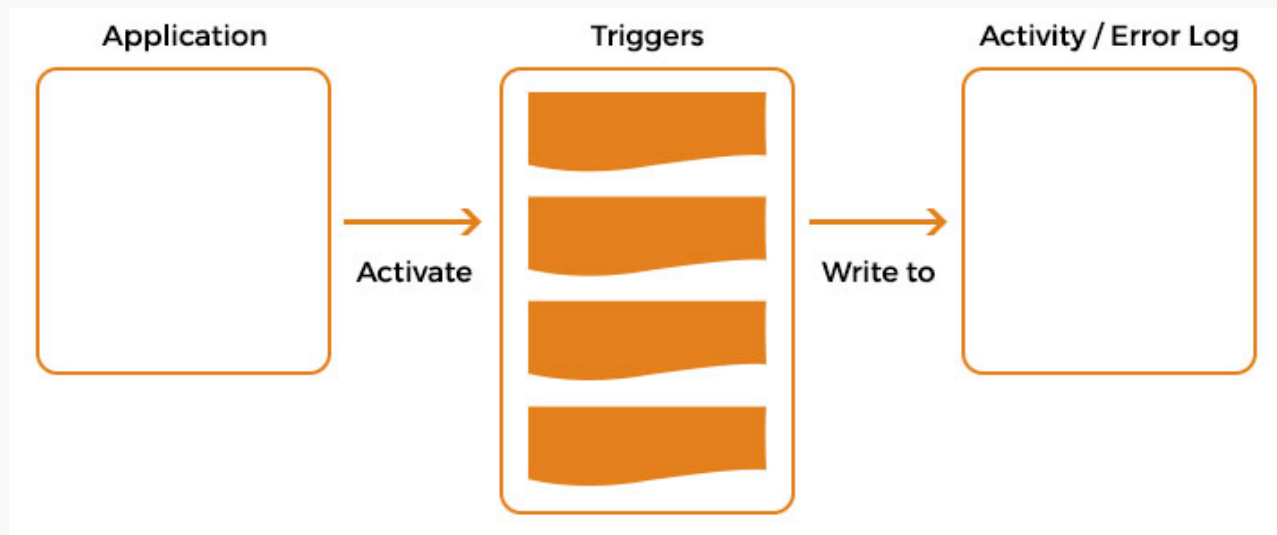 Application
Triggers
Activity / Error Log
Activate
Write to